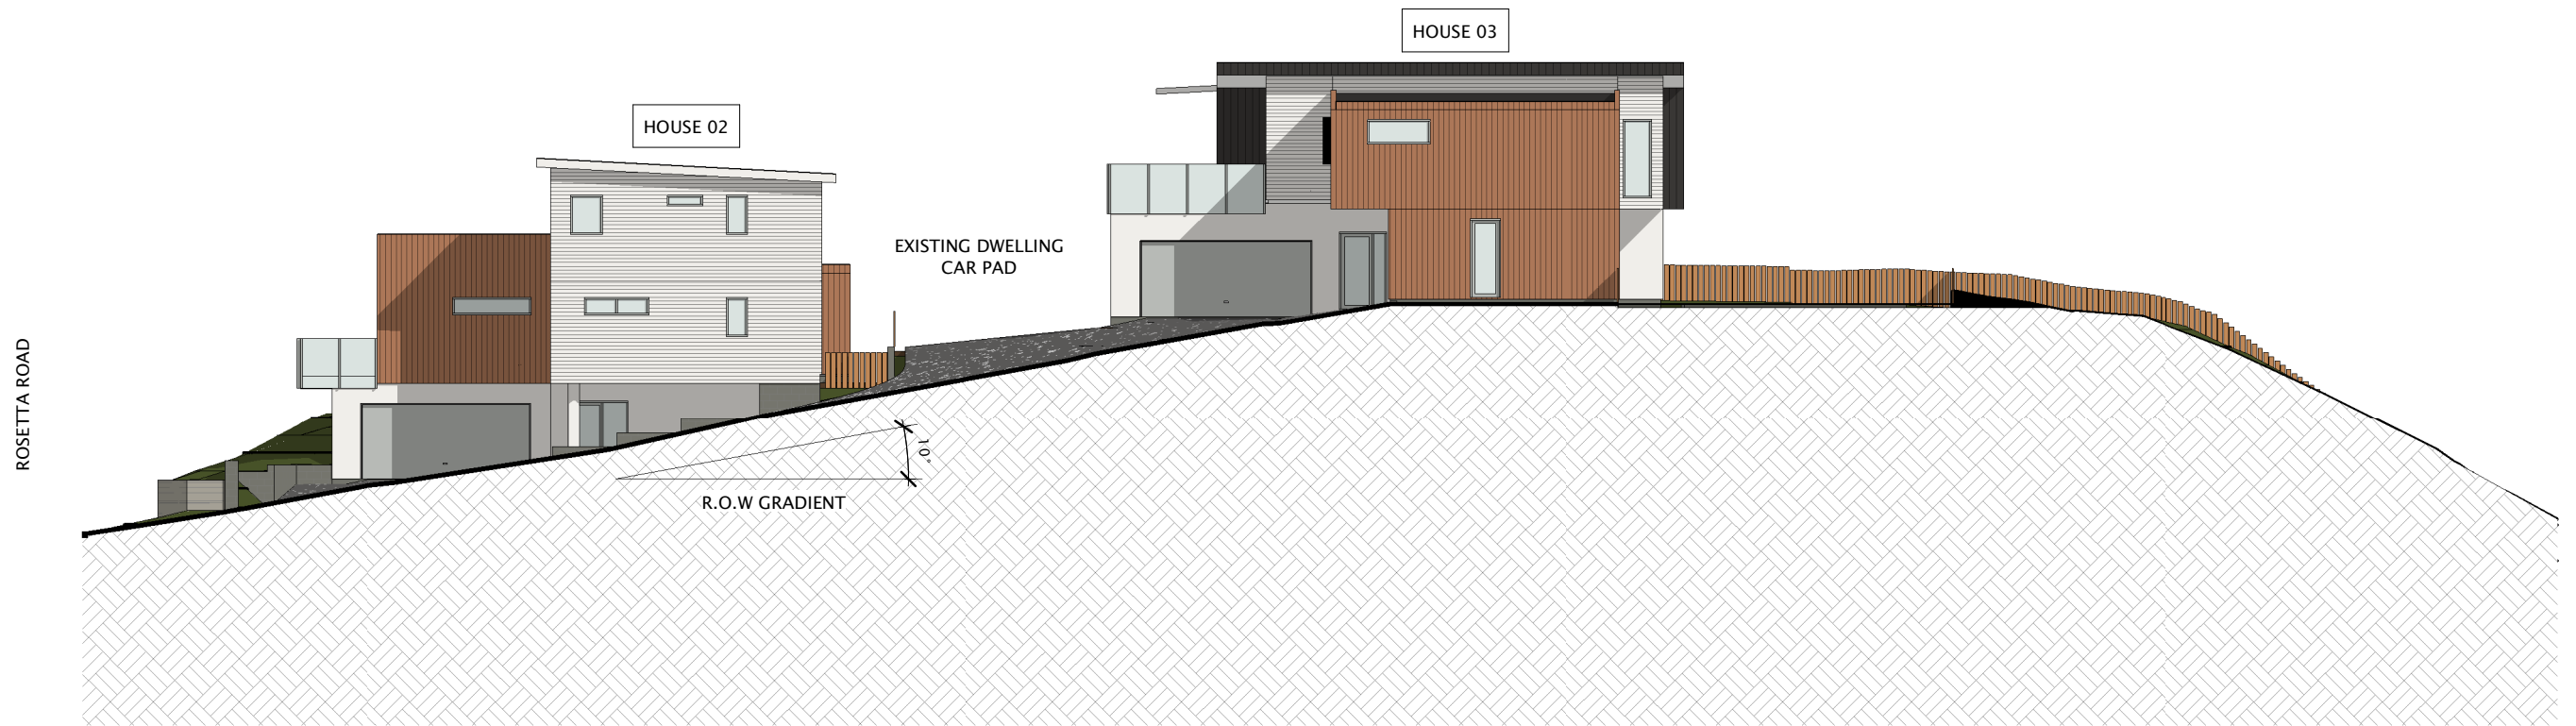 HOUSE 03
HOUSE 02
EXISTING DWELLING
CAR PAD
ROSETTA ROAD
10°
R.O.W GRADIENT